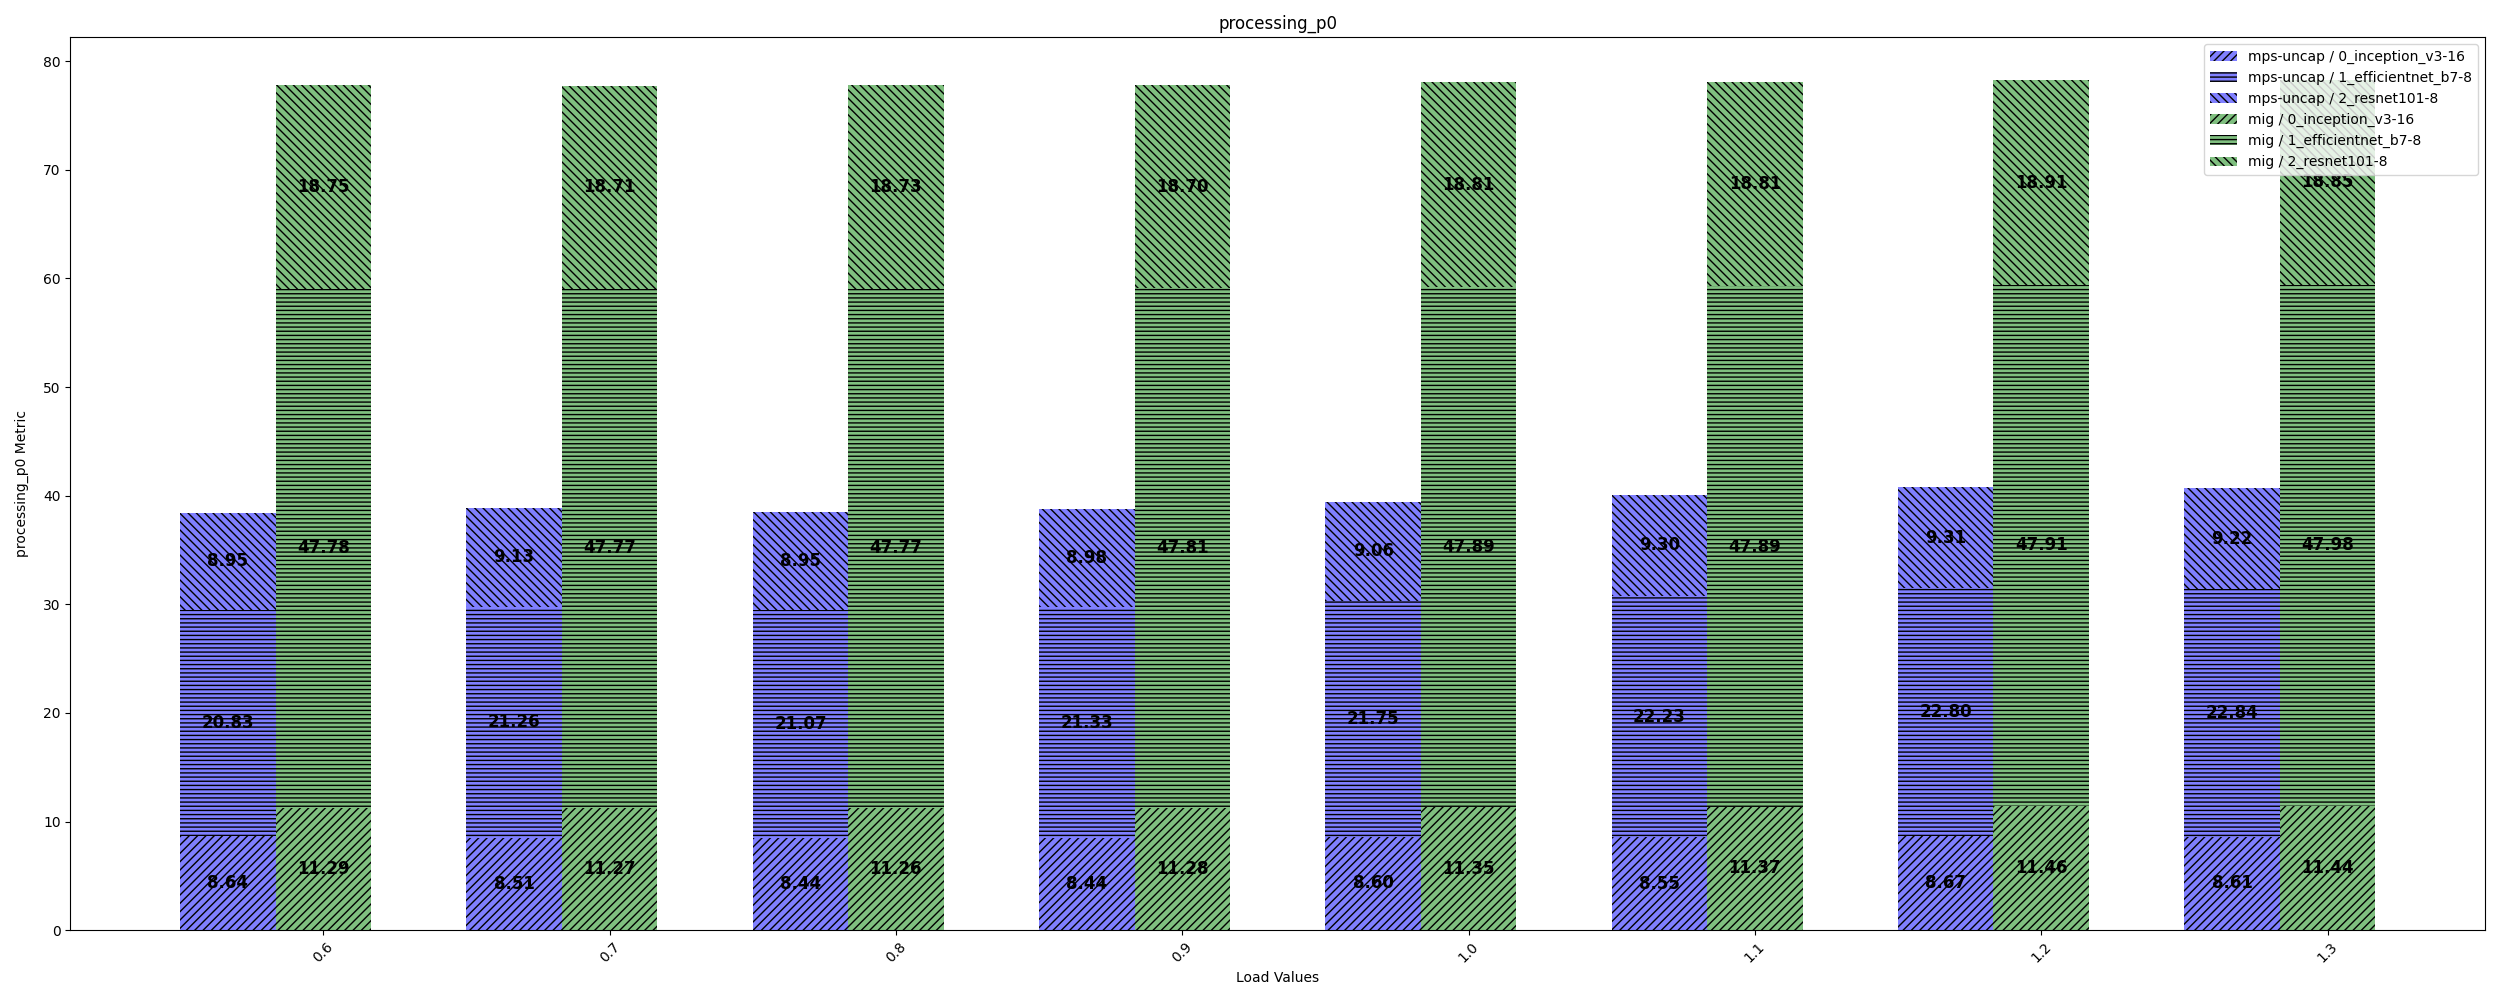 processing_p0
mps-uncap / 0_inception_v3-16
mps-uncap / 1_efficientnet_b7-8
mps-uncap / 2_resnet101-8
mig / 0_inception_v3-16
mig / 1_efficientnet_b7-8
mig / 2_resnet101-8
processing_p0 Metric
80
70
60
50
40
30
20
10
0
18.75 18.71 18.73 18.70 18.81 18.81 18.91 18.85
8.95 47.78 9.13 47.77 8.95 47.77 8.98 47.81 9.06 47.89 9.30 47.89 9.31 47.91 9.22 47.98
20.83 21.26 21.07 21.33 21.75 22.23 22.80 22.84
8.64 11.29 8.51 11.27 8.44 11.26 8.44 11.28 8.60 11.35 8.55 11.37 8.67 11.46 8.61 11.44
0.6 0.7 0.8 0.9 1.0 1.1 1.2 1.3
Load Values